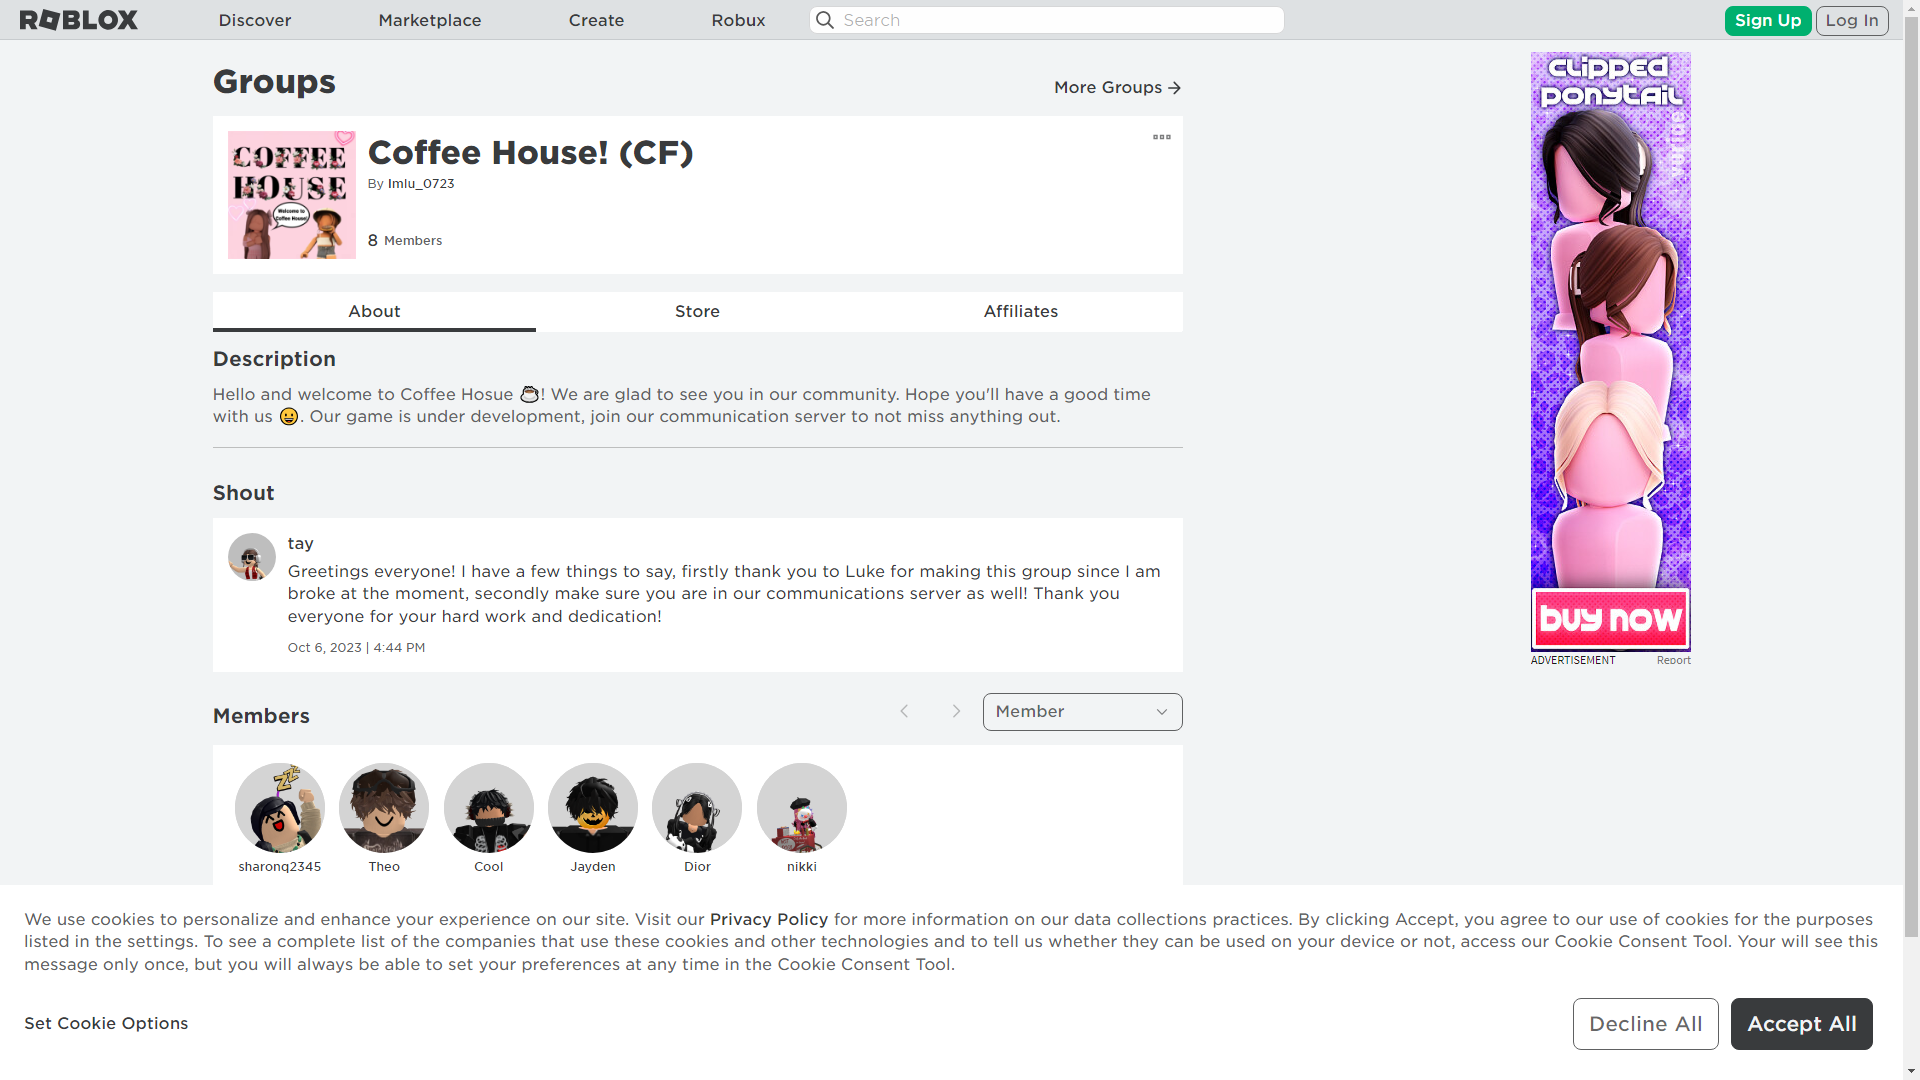 ROBLOX
Discover
Marketplace
Create
Robux
Search
Sign Up
Log In
Groups
More Groups
COFFEE
HOUSE
Welcome to
Coffee House!
Coffee House! (CF)
By Imlu_0723
8 Members
About
Store
Affiliates
Description
Hello and welcome to Coffee Hosue ☕! We are glad to see you in our community. Hope you'll have a good time
with us 😀. Our game is under development, join our communication server to not miss anything out.
Shout
tay
Greetings everyone! I have a few things to say, firstly thank you to Luke for making this group since I am
broke at the moment, secondly make sure you are in our communications server as well! Thank you
everyone for your hard work and dedication!
Oct 6, 2023 | 4:44 PM
Members
Member
sharonq2345
Theo
Cool
Jayden
Dior
nikki
clipped
ponytail
buy now
ADVERTISEMENT
Report
We use cookies to personalize and enhance your experience on our site. Visit our Privacy Policy for more information on our data collections practices. By clicking Accept, you agree to our use of cookies for the purposes
listed in the settings. To see a complete list of the companies that use these cookies and other technologies and to tell us whether they can be used on your device or not, access our Cookie Consent Tool. Your will see this
message only once, but you will always be able to set your preferences at any time in the Cookie Consent Tool.
Set Cookie Options
Decline All
Accept All